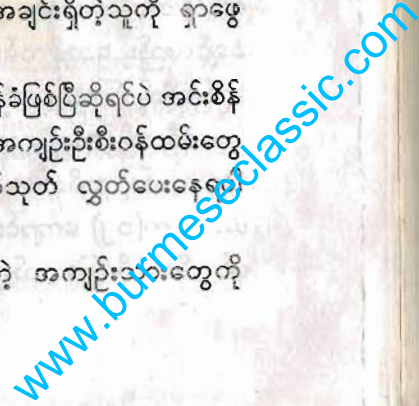 အချင်းရှိတဲ့သူကို ရှာဖွေ
န်ခံဖြစ်ပြီဆိုရင်ပဲ အင်းစိန်
အကျဉ်းဦးစီးဝန်ထမ်းတွေ
သုတ် လွှတ်ပေးနေရ
အကျဉ်းသားတွေကို
www.burmeseclassic.com